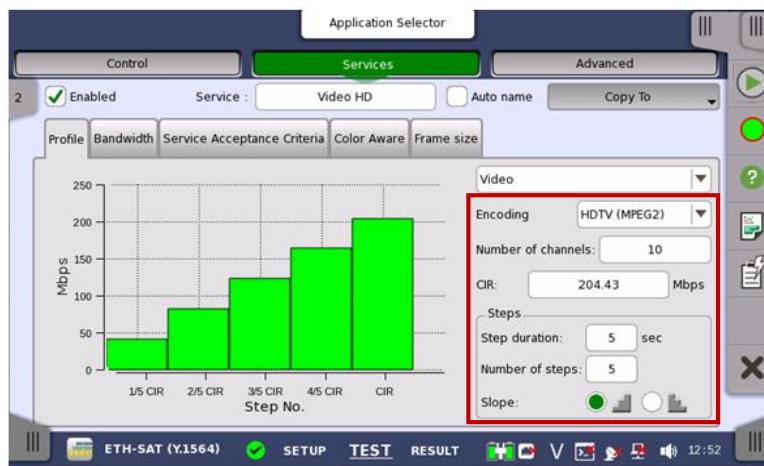 Application Selector
Control Services Advanced
2 Enabled Service : Video HD Auto name Copy To
Profile Bandwidth Service Acceptance Criteria Color Aware Frame size
Video
Encoding HDTV (MPEG2)
Number of channels: 10
CIR: 204.43 Mbps
Steps
Step duration: 5 sec
Number of steps: 5
Slope:
Mbps
250
200
150
100
50
0
1/5 CIR 2/5 CIR 3/5 CIR 4/5 CIR CIR
Step No.
ETH-SAT (Y.1564) SETUP TEST RESULT 12:52